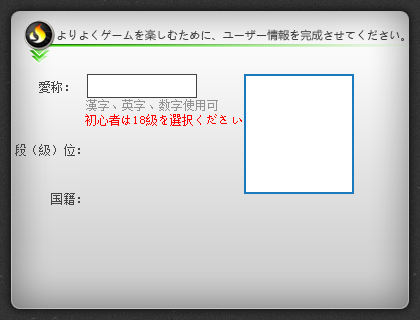 よりよくゲームを楽しむために、ユーザー情報を完成させてください。
愛称：
漢字、英字、数字使用可
初心者は18級を選択ください
段（級）位：
国籍：